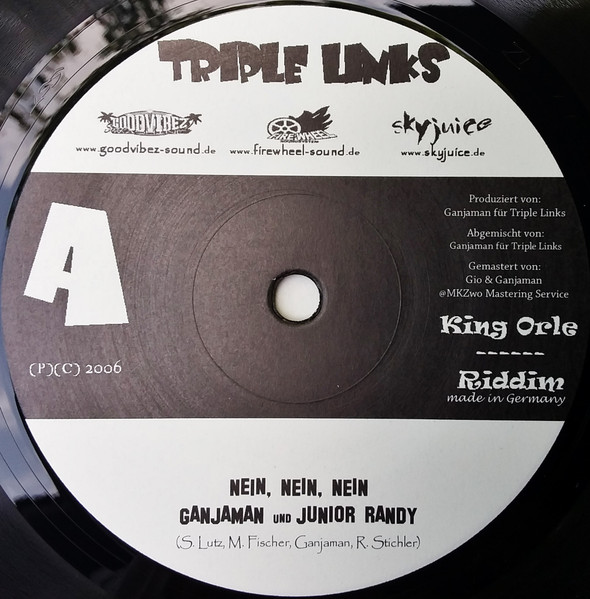 TRIPLE LINKS
GOODVIBEZ
FIREWHEEL
skyjuice
www.goodvibez-sound.de
www.firewheel-sound.de
www.skyjuice.de
A
Produziert von:
Ganjaman für Triple Links
Abgemischt von:
Ganjaman für Triple Links
Gemastert von:
Gio & Ganjaman
@MKZwo Mastering Service
King Orle
------
Riddim
made in Germany
(P)(C) 2006
NEIN, NEIN, NEIN
GANJAMAN UND JUNIOR RANDY
(S. Lutz, M. Fischer, Ganjaman, R. Stichler)